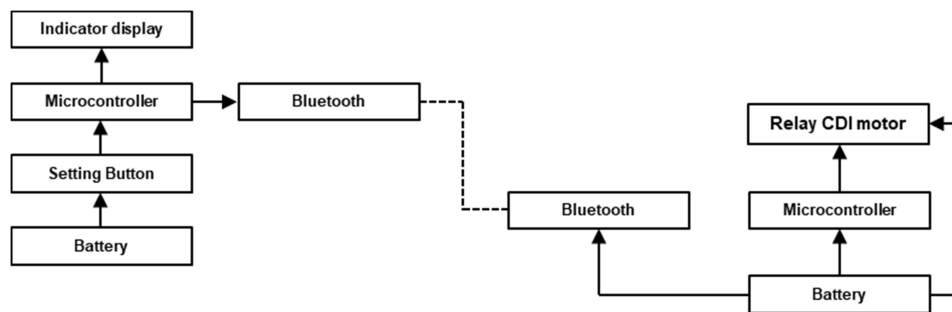 Indicator display
Microcontroller
Bluetooth
Setting Button
Battery
Relay CDI motor
Bluetooth
Microcontroller
Battery